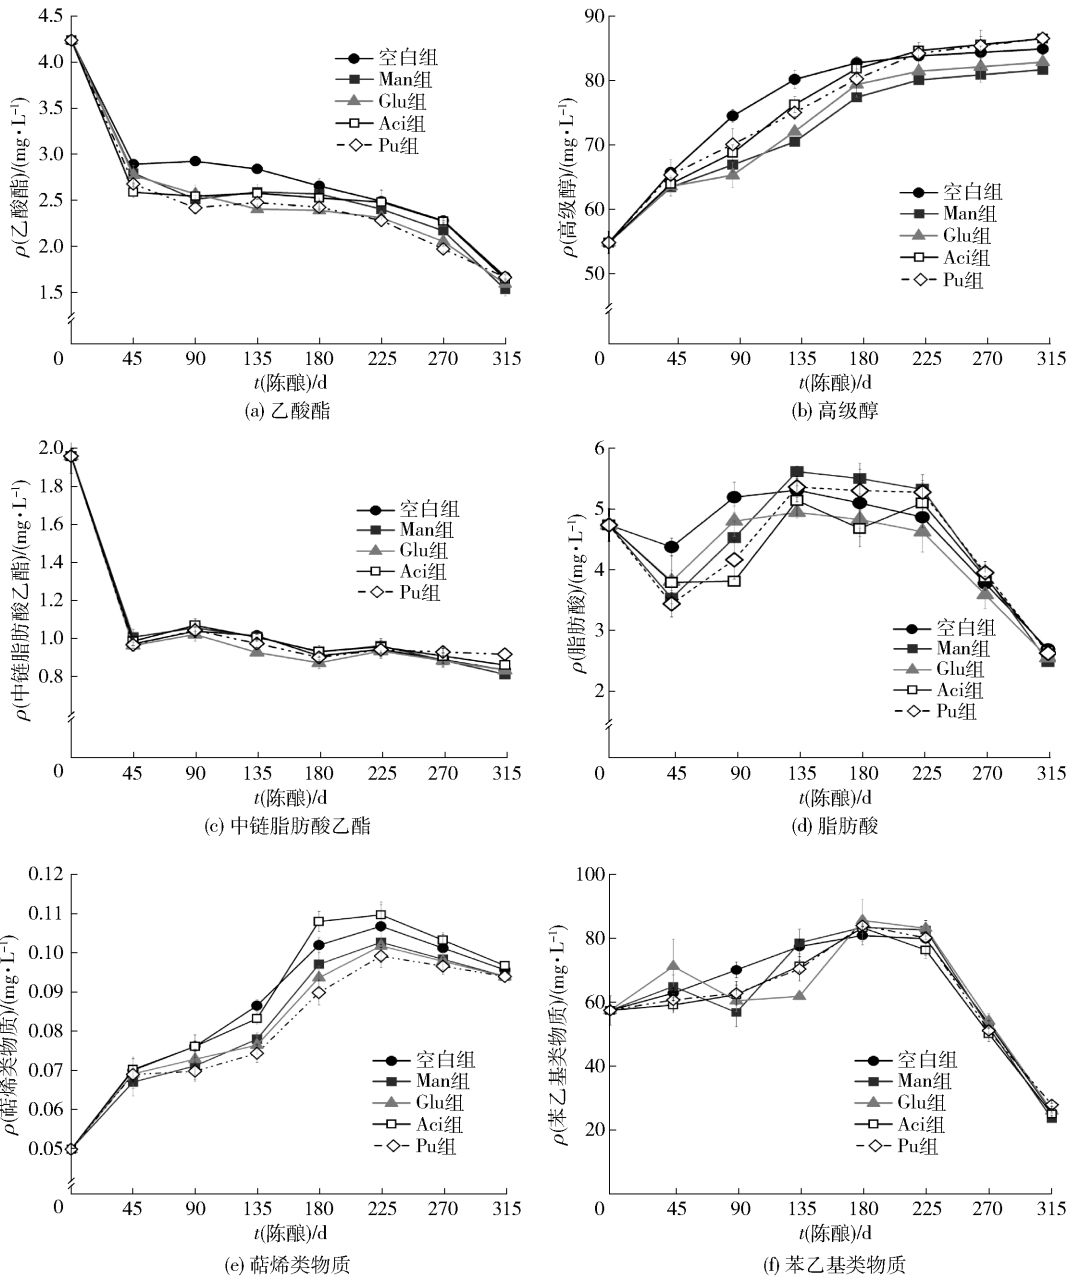 4.5
4.0
3.5
3.0
2.5
2.0
1.5
0
ρ(乙酸酯)/(mg·L⁻¹)
空白组
Man组
Glu组
Aci组
Pu组
45 90 135 180 225 270 315
t(陈酿)/d
(a) 乙酸酯
90
80
70
60
50
0
ρ(高级醇)/(mg·L⁻¹)
空白组
Man组
Glu组
Aci组
Pu组
45 90 135 180 225 270 315
t(陈酿)/d
(b) 高级醇
2.0
1.8
1.6
1.4
1.2
1.0
0.8
0
ρ(中链脂肪酸乙酯)/(mg·L⁻¹)
空白组
Man组
Glu组
Aci组
Pu组
45 90 135 180 225 270 315
t(陈酿)/d
(c) 中链脂肪酸乙酯
6
5
4
3
2
0
ρ(脂肪酸)/(mg·L⁻¹)
空白组
Man组
Glu组
Aci组
Pu组
45 90 135 180 225 270 315
t(陈酿)/d
(d) 脂肪酸
0.12
0.11
0.10
0.09
0.08
0.07
0.06
0.05
0
ρ(萜烯类物质)/(mg·L⁻¹)
空白组
Man组
Glu组
Aci组
Pu组
45 90 135 180 225 270 315
t(陈酿)/d
(e) 萜烯类物质
100
80
60
40
20
0
ρ(苯乙基类物质)/(mg·L⁻¹)
空白组
Man组
Glu组
Aci组
Pu组
45 90 135 180 225 270 315
t(陈酿)/d
(f) 苯乙基类物质